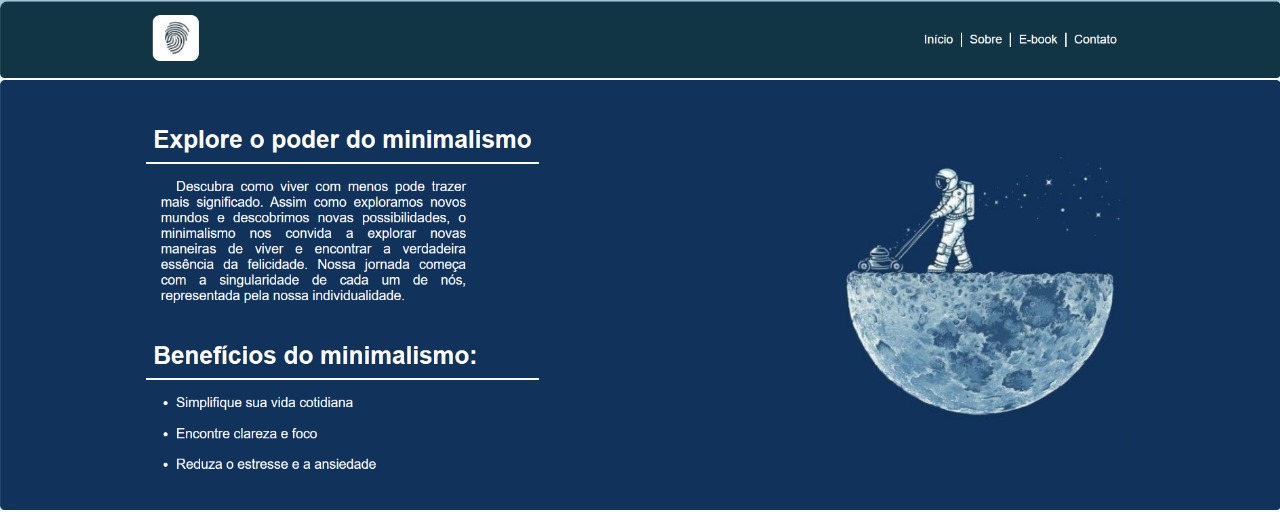 Início | Sobre | E-book | Contato
Explore o poder do minimalismo
Descubra como viver com menos pode trazer
mais significado. Assim como exploramos novos
mundos e descobrimos novas possibilidades, o
minimalismo nos convida a explorar novas
maneiras de viver e encontrar a verdadeira
essência da felicidade. Nossa jornada começa
com a singularidade de cada um de nós,
representada pela nossa individualidade.
Benefícios do minimalismo:
• Simplifique sua vida cotidiana
• Encontre clareza e foco
• Reduza o estresse e a ansiedade